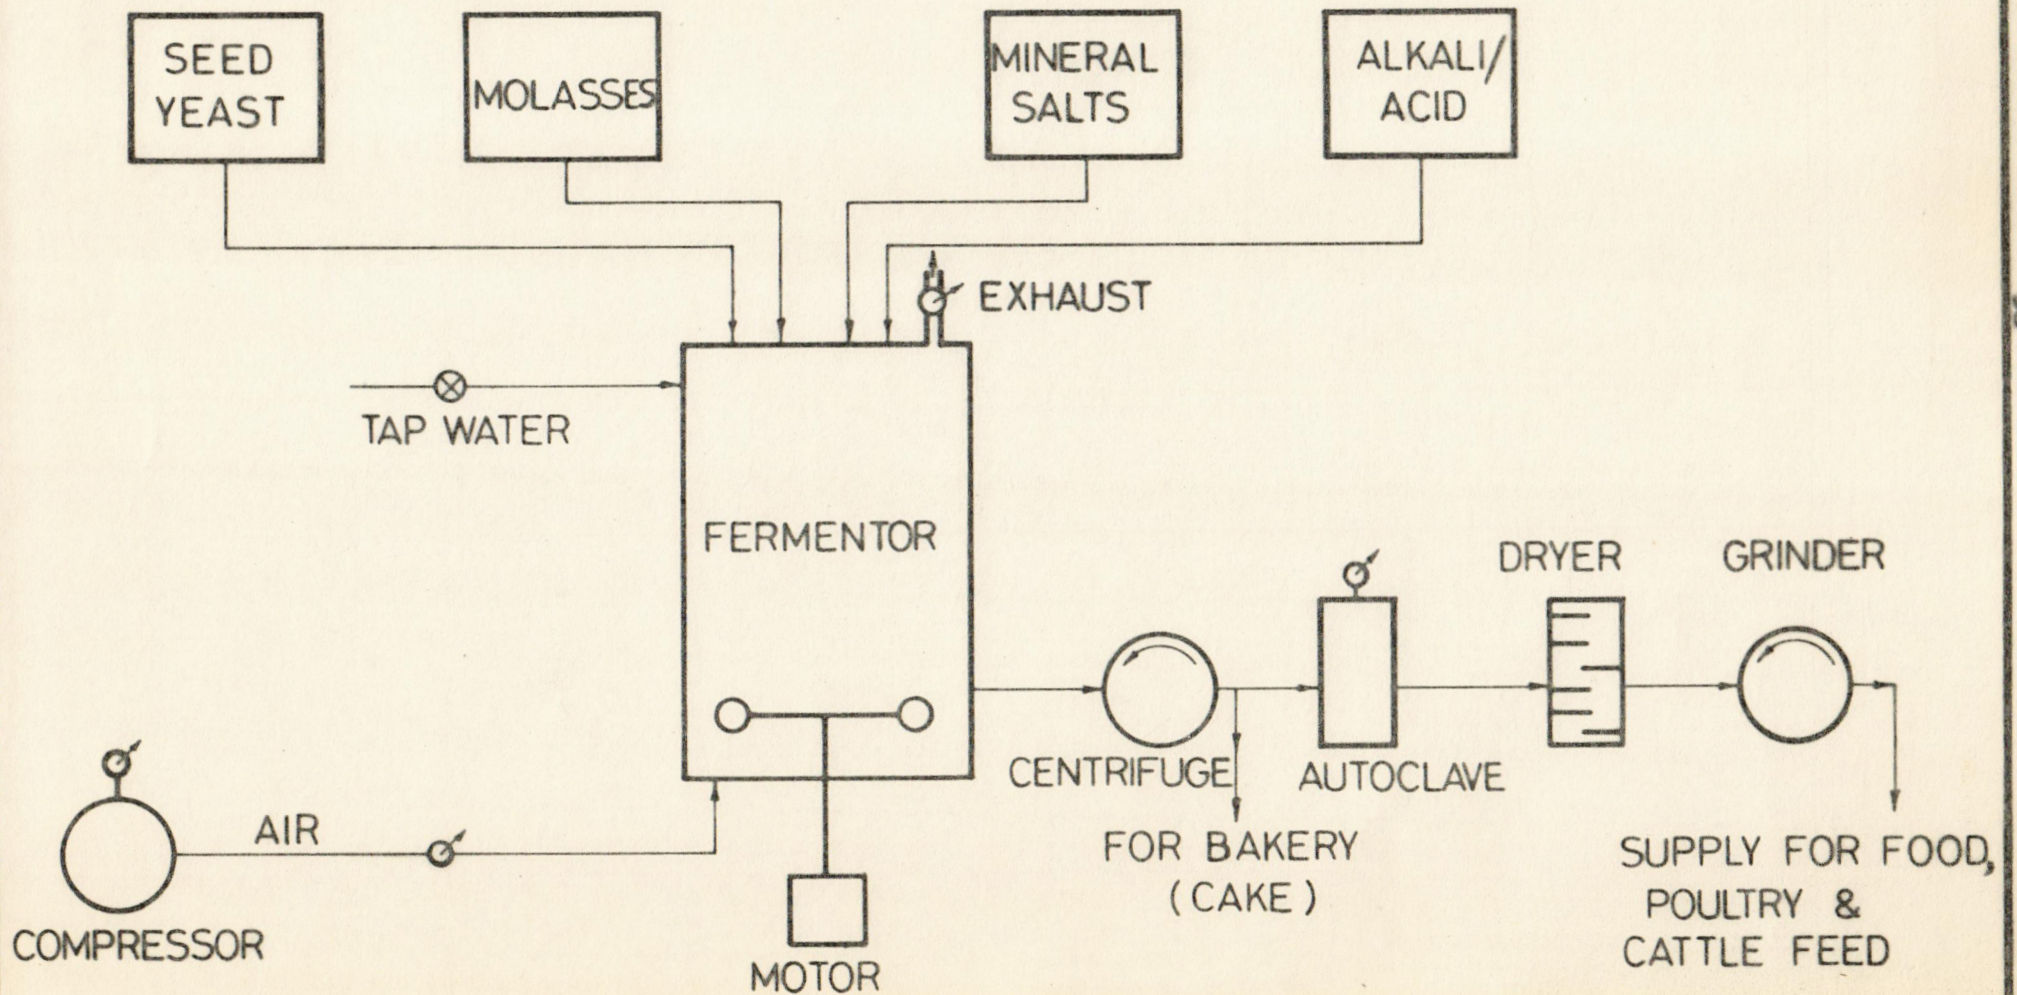 SEED
YEAST
MOLASSES
MINERAL
SALTS
ALKALI/
ACID
EXHAUST
TAP WATER
FERMENTOR
DRYER
GRINDER
CENTRIFUGE
AUTOCLAVE
AIR
FOR BAKERY
(CAKE)
SUPPLY FOR FOOD,
POULTRY &
CATTLE FEED
COMPRESSOR
MOTOR